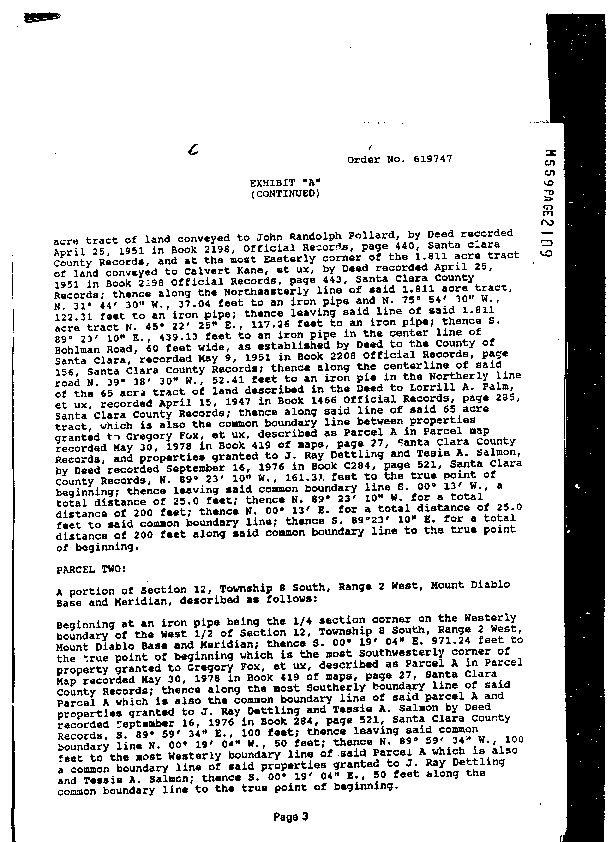 Order No. 619747
EXHIBIT "A"
(CONTINUED)
acre tract of land conveyed to John Randolph Pollard, by Deed recorded
April 25, 1951 in Book 2198, Official Records, page 440, Santa Clara
County Records, and at the most Easterly corner of the 1.811 acre tract
of land conveyed to Calvert Kane, et ux, by Deed recorded April 25,
1951 in Book 2198 Official Records, page 443, Santa Clara County
Records; thence along the Northeasterly line of said 1.811 acre tract,
N. 31° 44' 30" W., 37.04 feet to an iron pipe and N. 75° 54' 30" W.,
122.31 feet to an iron pipe; thence leaving said line of said 1.811
acre tract N. 45° 22' 25" E., 117.26 feet to an iron pipe; thence S.
89° 23' 10" E., 439.13 feet to an iron pipe in the center line of
Bohlman Road, 60 feet wide, as established by Deed to the County of
Santa Clara, recorded May 9, 1951 in Book 2208 Official Records, page
156, Santa Clara County Records; thence along the centerline of said
road N. 39° 38' 30" W., 52.41 feet to an iron pie in the Northerly line
of the 65 acre tract of land described in the Deed to Lorrill A. Palm,
et ux, recorded April 15, 1947 in Book 1466 Official Records, page 285,
Santa Clara County Records; thence along said line of said 65 acre
tract, which is also the common boundary line between properties
granted to Gregory Fox, et ux, described as Parcel A in Parcel map
recorded May 30, 1978 in Book 419 of maps, page 27, Santa Clara County
Records, and properties granted to J. Ray Dettling and Tessie A. Salmon,
by Deed recorded September 16, 1976 in Book C284, page 521, Santa Clara
County Records, N. 89° 23' 10" W., 161.31 feet to the true point of
beginning; thence leaving said common boundary line S. 00° 13' W., a
total distance of 25.0 feet; thence N. 89° 23' 10" W. for a total
distance of 200 feet; thence N. 00° 13' E. for a total distance of 25.0
feet to said common boundary line; thence S. 89°23' 10" E. for a total
distance of 200 feet along said common boundary line to the true point
of beginning.
PARCEL TWO:
A portion of Section 12, Township 8 South, Range 2 West, Mount Diablo
Base and Meridian, described as follows:
Beginning at an iron pipe being the 1/4 section corner on the Westerly
boundary of the West 1/2 of Section 12, Township 8 South, Range 2 West,
Mount Diablo Base and Meridian; thence S. 00° 19' 04" E. 971.24 feet to
the true point of beginning which is the most Southwesterly corner of
property granted to Gregory Fox, et ux, described as Parcel A in Parcel
Map recorded May 30, 1978 in Book 419 of maps, page 27, Santa Clara
County Records; thence along the most Southerly boundary line of said
Parcel A which is also the common boundary line of said parcel A and
properties granted to J. Ray Dettling and Tessie A. Salmon by Deed
recorded September 16, 1976 in Book 284, page 521, Santa Clara County
Records, S. 89° 59' 34" E., 100 feet; thence leaving said common
boundary line N. 00° 19' 04" W., 50 feet; thence N. 89° 59' 34" W., 100
feet to the most Westerly boundary line of said Parcel A which is also
a common boundary line of said properties granted to J. Ray Dettling
and Tessie A. Salmon; thence S. 00° 19' 04" E., 50 feet along the
common boundary line to the true point of beginning.
Page 3